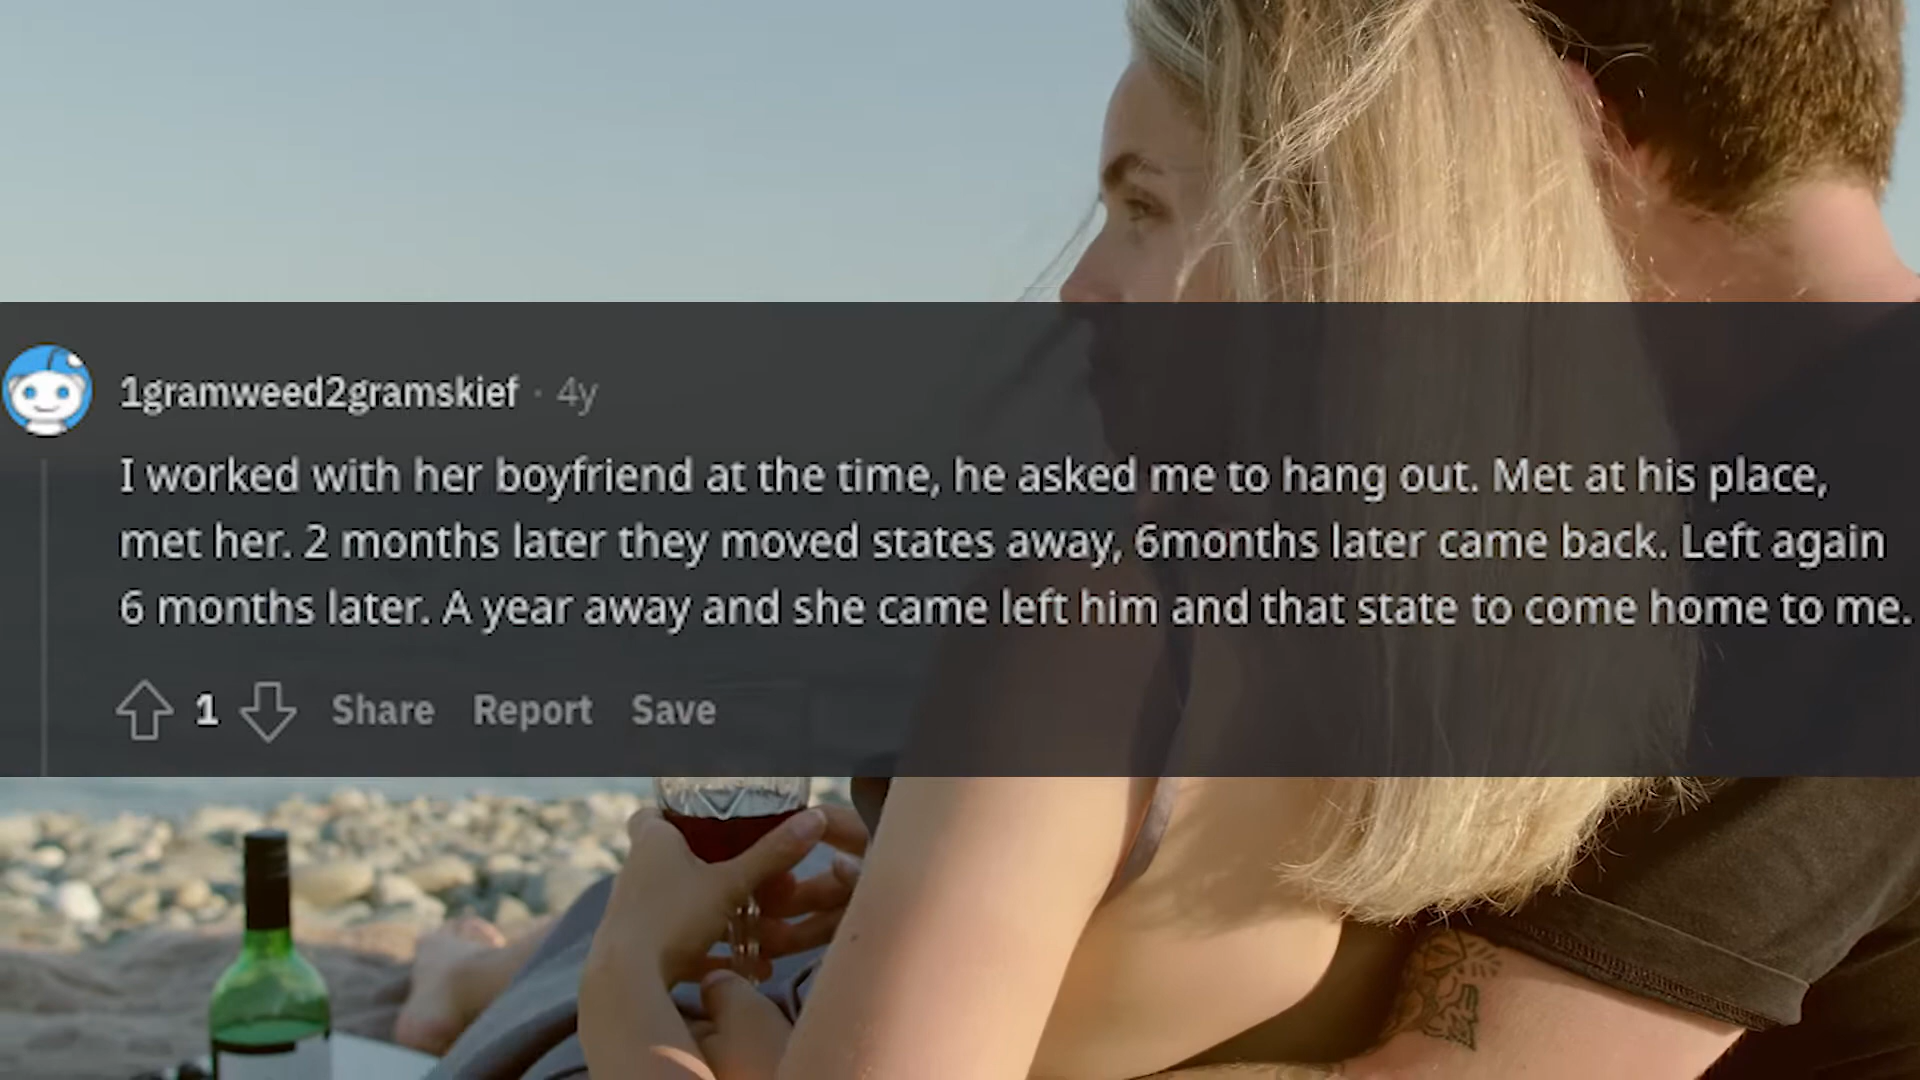 1gramweed2gramskief · 4y
I worked with her boyfriend at the time, he asked me to hang out. Met at his place,
met her. 2 months later they moved states away, 6months later came back. Left again
6 months later. A year away and she came left him and that state to come home to me.
1 Share Report Save